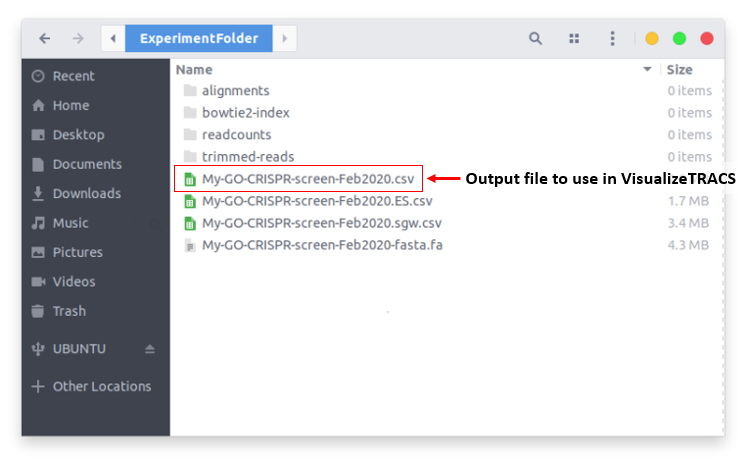 ExperimentFolder
Recent
Home
Desktop
Documents
Downloads
Music
Pictures
Videos
Trash
UBUNTU
Other Locations
Name Size
alignments 0 items
bowtie2-index 0 items
readcounts 0 items
trimmed-reads 0 items
My-GO-CRISPR-screen-Feb2020.csv Output file to use in VisualizeTRACS
My-GO-CRISPR-screen-Feb2020.ES.csv 1.7 MB
My-GO-CRISPR-screen-Feb2020.sgw.csv 3.4 MB
My-GO-CRISPR-screen-Feb2020-fasta.fa 4.3 MB